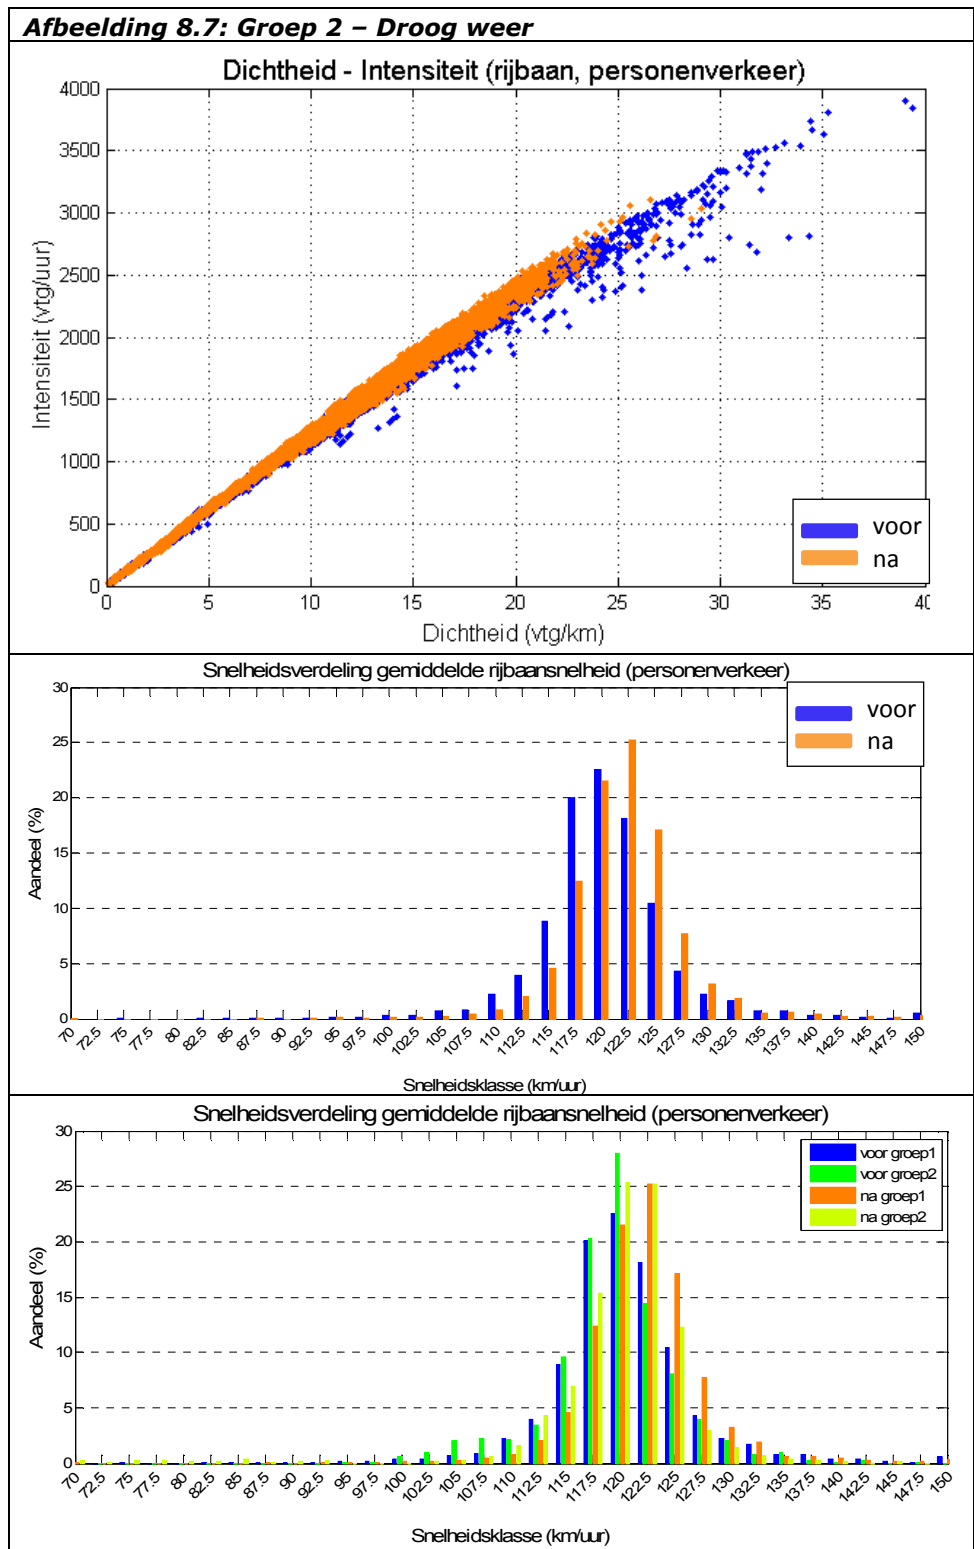 Afbeelding 8.7: Groep 2 – Droog weer
Dichtheid - Intensiteit (rijbaan, personenverkeer)
4000
3500
3000
2500
2000
1500
1000
500
0
Intensiteit (vtg/uur)
0 5 10 15 20 25 30 35 40
Dichtheid (vtg/km)
voor
na
Snelheidsverdeling gemiddelde rijbaansnelheid (personenverkeer)
30
25
20
15
10
5
0
Aandeel (%)
70 72.5 75 77.5 80 82.5 85 87.5 90 92.5 95 97.5 100 102.5 105 107.5 110 112.5 115 117.5 120 122.5 125 127.5 130 132.5 135 137.5 140 142.5 145 147.5 150
Snelheidsklasse (km/uur)
voor
na
Snelheidsverdeling gemiddelde rijbaansnelheid (personenverkeer)
30
25
20
15
10
5
0
Aandeel (%)
70 72.5 75 77.5 80 82.5 85 87.5 90 92.5 95 97.5 100 102.5 105 107.5 110 112.5 115 117.5 120 122.5 125 127.5 130 132.5 135 137.5 140 142.5 145 147.5 150
Snelheidsklasse (km/uur)
voor groep1
voor groep2
na groep1
na groep2